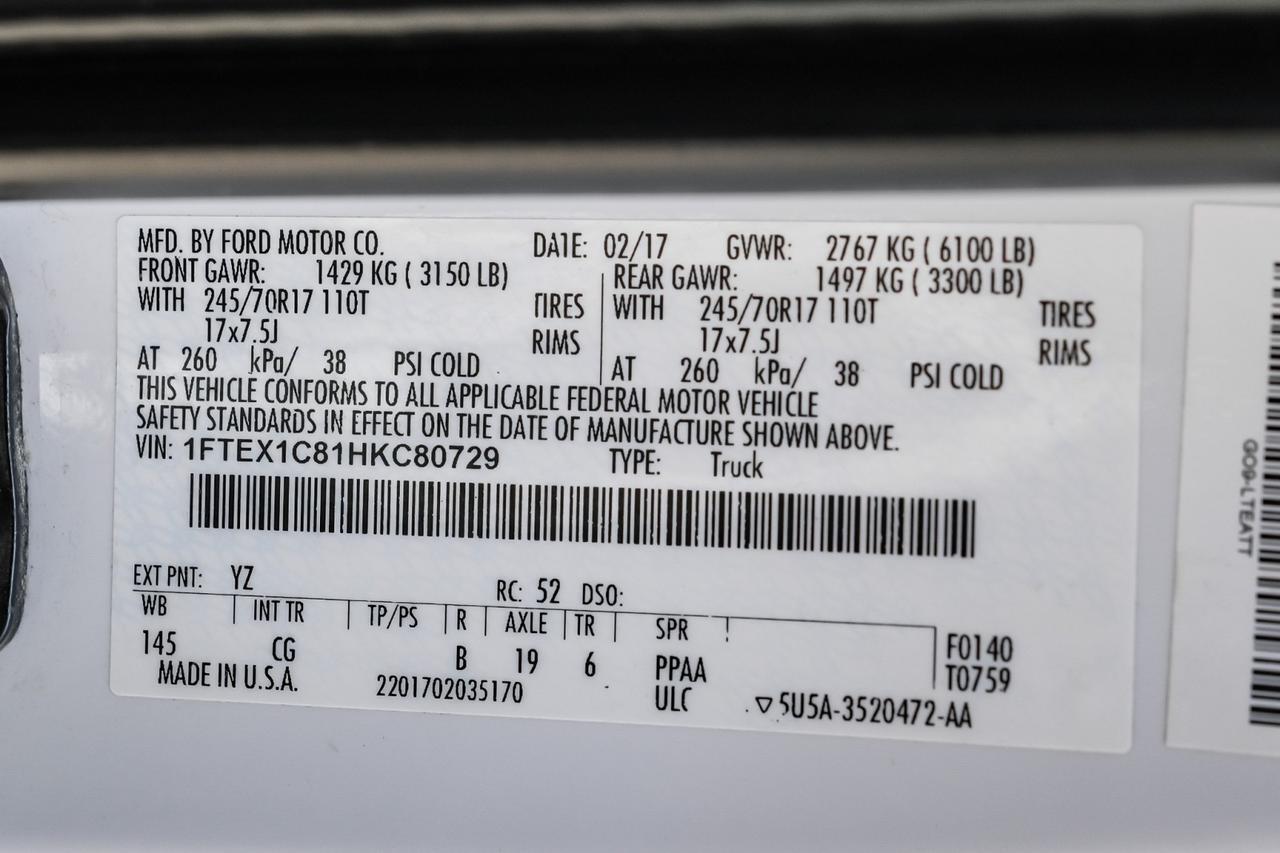 MFD. BY FORD MOTOR CO. DATE: 02/17 GVWR: 2767 KG ( 6100 LB)
FRONT GAWR: 1429 KG ( 3150 LB) REAR GAWR: 1497 KG ( 3300 LB)
WITH 245/70R17 110T TIRES WITH 245/70R17 110T TIRES
17x7.5J RIMS 17x7.5J RIMS
AT 260 kPa/ 38 PSI COLD AT 260 kPa/ 38 PSI COLD
THIS VEHICLE CONFORMS TO ALL APPLICABLE FEDERAL MOTOR VEHICLE
SAFETY STANDARDS IN EFFECT ON THE DATE OF MANUFACTURE SHOWN ABOVE.
VIN: 1FTEX1C81HKC80729 TYPE: Truck
EXT PNT: YZ RC: 52 DSO:
WB INT TR TP/PS R AXLE TR SPR
145 CG B 19 6 PPAA F0140
MADE IN U.S.A. 2201702035170 ULC T0759
▽5U5A-3520472-AA
GO9-LTEATT